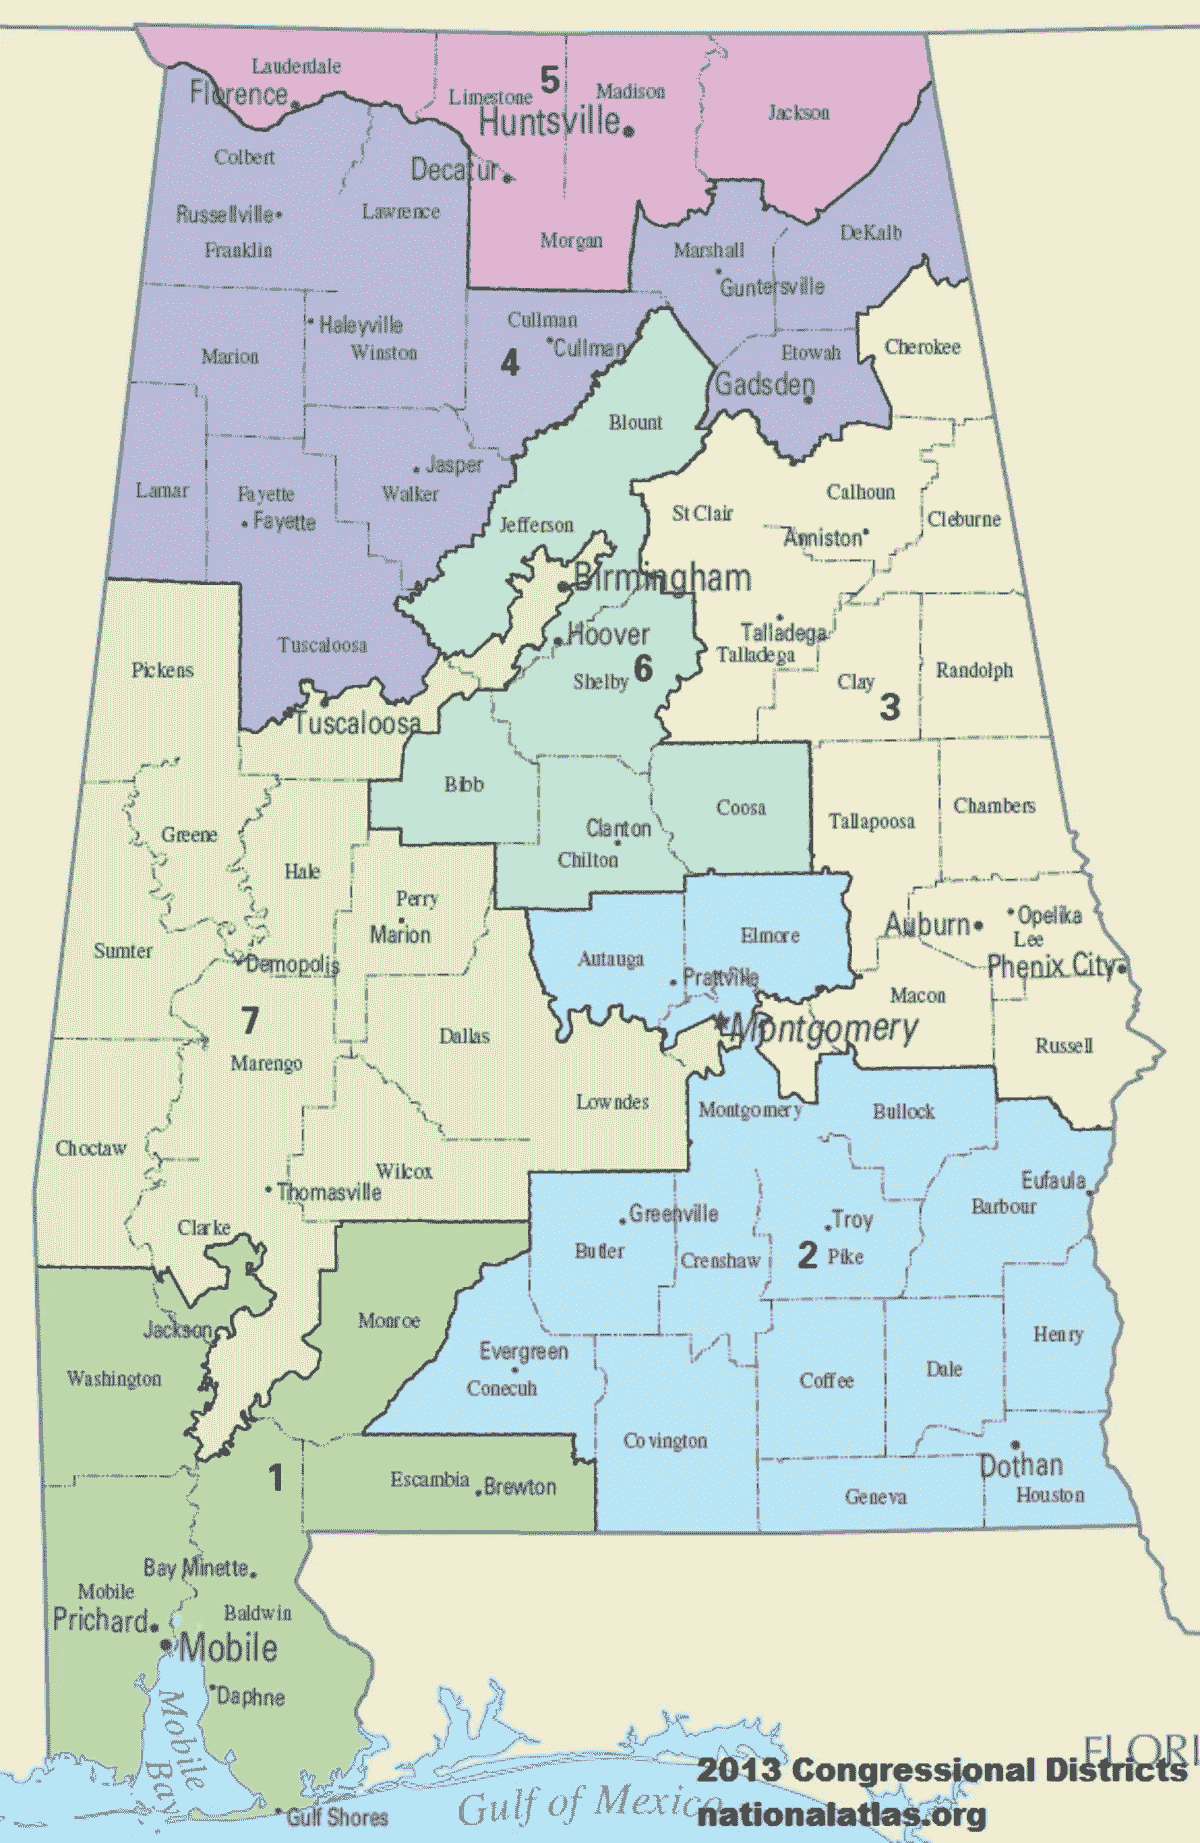 Lauderdale
5
Florence
Limestone
Madison
Huntsville
Jackson
Colbert
Decatur
Russellville
Lawrence
Franklin
Morgan
DeKalb
Marshall
Guntersville
Haleyville
Cullman
Marion
Winston
4
Cullman
Etowah
Cherokee
Gadsden
Blount
Jasper
Lamar
Fayette
Walker
Fayette
Jefferson
St Clair
Calhoun
Anniston
Cleburne
Birmingham
Tuscaloosa
Hoover
Talladega
Talladega
Pickens
Shelby
6
Clay
3
Randolph
Tuscaloosa
Bibb
Coosa
Chambers
Greene
Clanton
Tallapoosa
Hale
Chilton
Perry
Marion
Auburn
Opelika
Lee
Sumter
Demopolis
Autauga
Elmore
Prattville
Phenix City
Macon
7
Dallas
Montgomery
Marengo
Russell
Lowndes
Montgomery
Bullock
Choctaw
Wilcox
Thomasville
Eufaula
Barbour
Clarke
Greenville
Troy
Butler
Crenshaw
2
Pike
Jackson
Monroe
Henry
Washington
Evergreen
Conecuh
Coffee
Dale
Covington
1
Escambia
Brewton
Dothan
Geneva
Houston
Bay Minette
Mobile
Prichard
Baldwin
Mobile
Daphne
Mobile
Bay
FLORI
2013 Congressional Districts
Gulf Shores
Gulf of Mexico
nationalatlas.org